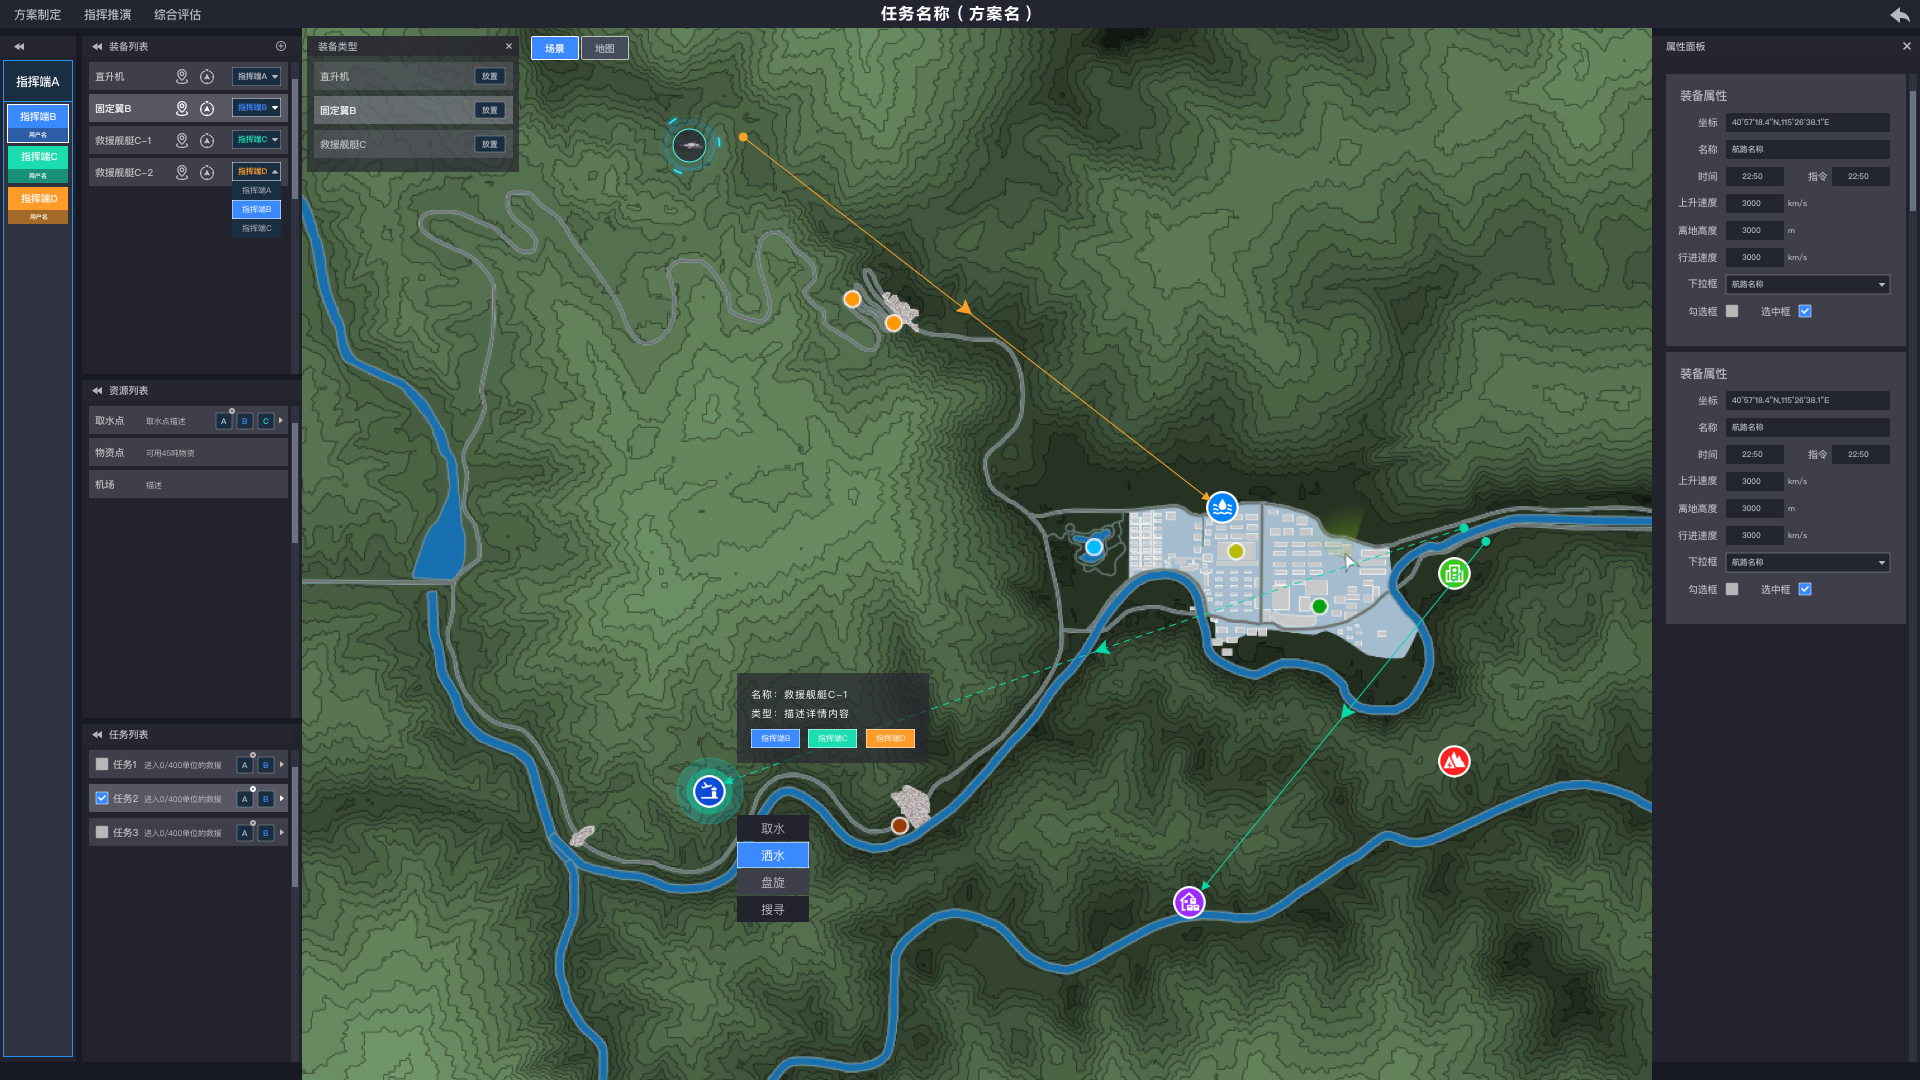 方案制定 指挥推演 综合评估
任务名称（方案名）
指挥端A
指挥端B
用户名
指挥端C
用户名
指挥端D
用户名
装备列表
直升机 指挥端A
固定翼B 指挥端B
救援舰艇C-1 指挥端C
救援舰艇C-2 指挥端D
指挥端A
指挥端B
指挥端C
资源列表
取水点 取水点描述 A B C
物资点 可用45吨物资
机场 描述
任务列表
任务1 进入0/400单位的救援 A B
任务2 进入0/400单位的救援 A B
任务3 进入0/400单位的救援 A B
装备类型
直升机 放置
固定翼B 放置
救援舰艇C 放置
场景 地图
名称：救援舰艇C-1
类型：描述详情内容
指挥端B 指挥端C 指挥端D
取水
洒水
盘旋
搜寻
属性面板
装备属性
坐标 40°57'18.4"N,115°26'38.1"E
名称 航路名称
时间 22:50 指令 22:50
上升速度 3000 km/s
离地高度 3000 m
行进速度 3000 km/s
下拉框 航路名称
勾选框 选中框
装备属性
坐标 40°57'18.4"N,115°26'38.1"E
名称 航路名称
时间 22:50 指令 22:50
上升速度 3000 km/s
离地高度 3000 m
行进速度 3000 km/s
下拉框 航路名称
勾选框 选中框